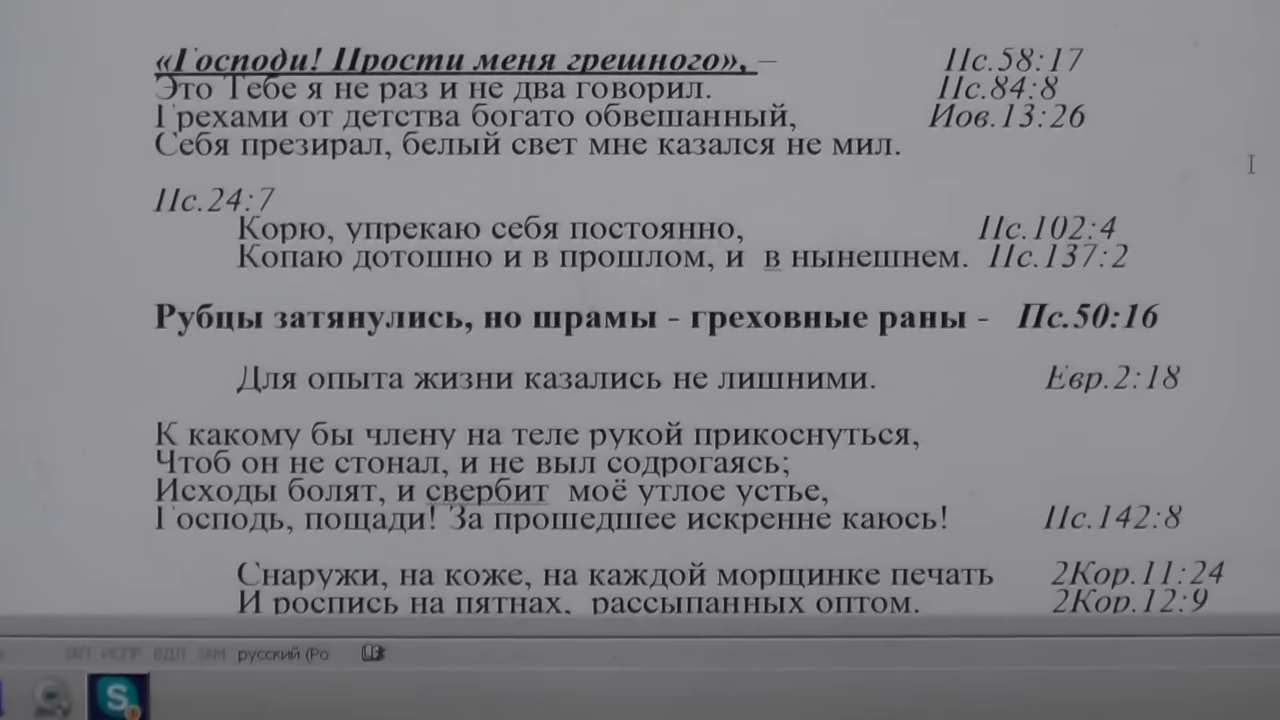 «Господи! Прости меня грешного», – Пс.58:17
Это Тебе я не раз и не два говорил. Пс.84:8
Грехами от детства богато обвешанный, Иов.13:26
Себя презирал, белый свет мне казался не мил.
Пс.24:7
Корю, упрекаю себя постоянно, Пс.102:4
Копаю дотошно и в прошлом, и в нынешнем. Пс.137:2
Рубцы затянулись, но шрамы - греховные раны - Пс.50:16
Для опыта жизни казались не лишними. Евр.2:18
К какому бы члену на теле рукой прикоснуться,
Чтоб он не стонал, и не выл содрогаясь;
Исходы болят, и свербит моё утлое устье,
Господь, пощади! За прошедшее искренне каюсь! Пс.142:8
Снаружи, на коже, на каждой морщинке печать 2Кор.11:24
И роспись на пятнах, рассыпанных оптом. 2Кор.12:9
ЗАП ИСПР ВДЛ ЗАМ русский (Ро
S